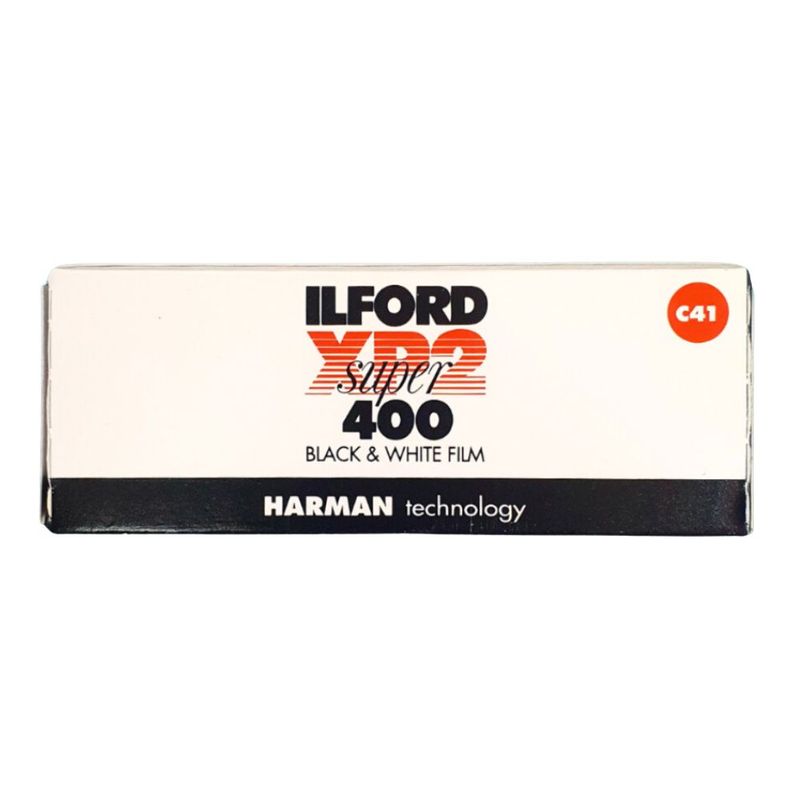 ILFORD
XP2
super
400
BLACK & WHITE FILM
C41
HARMAN technology